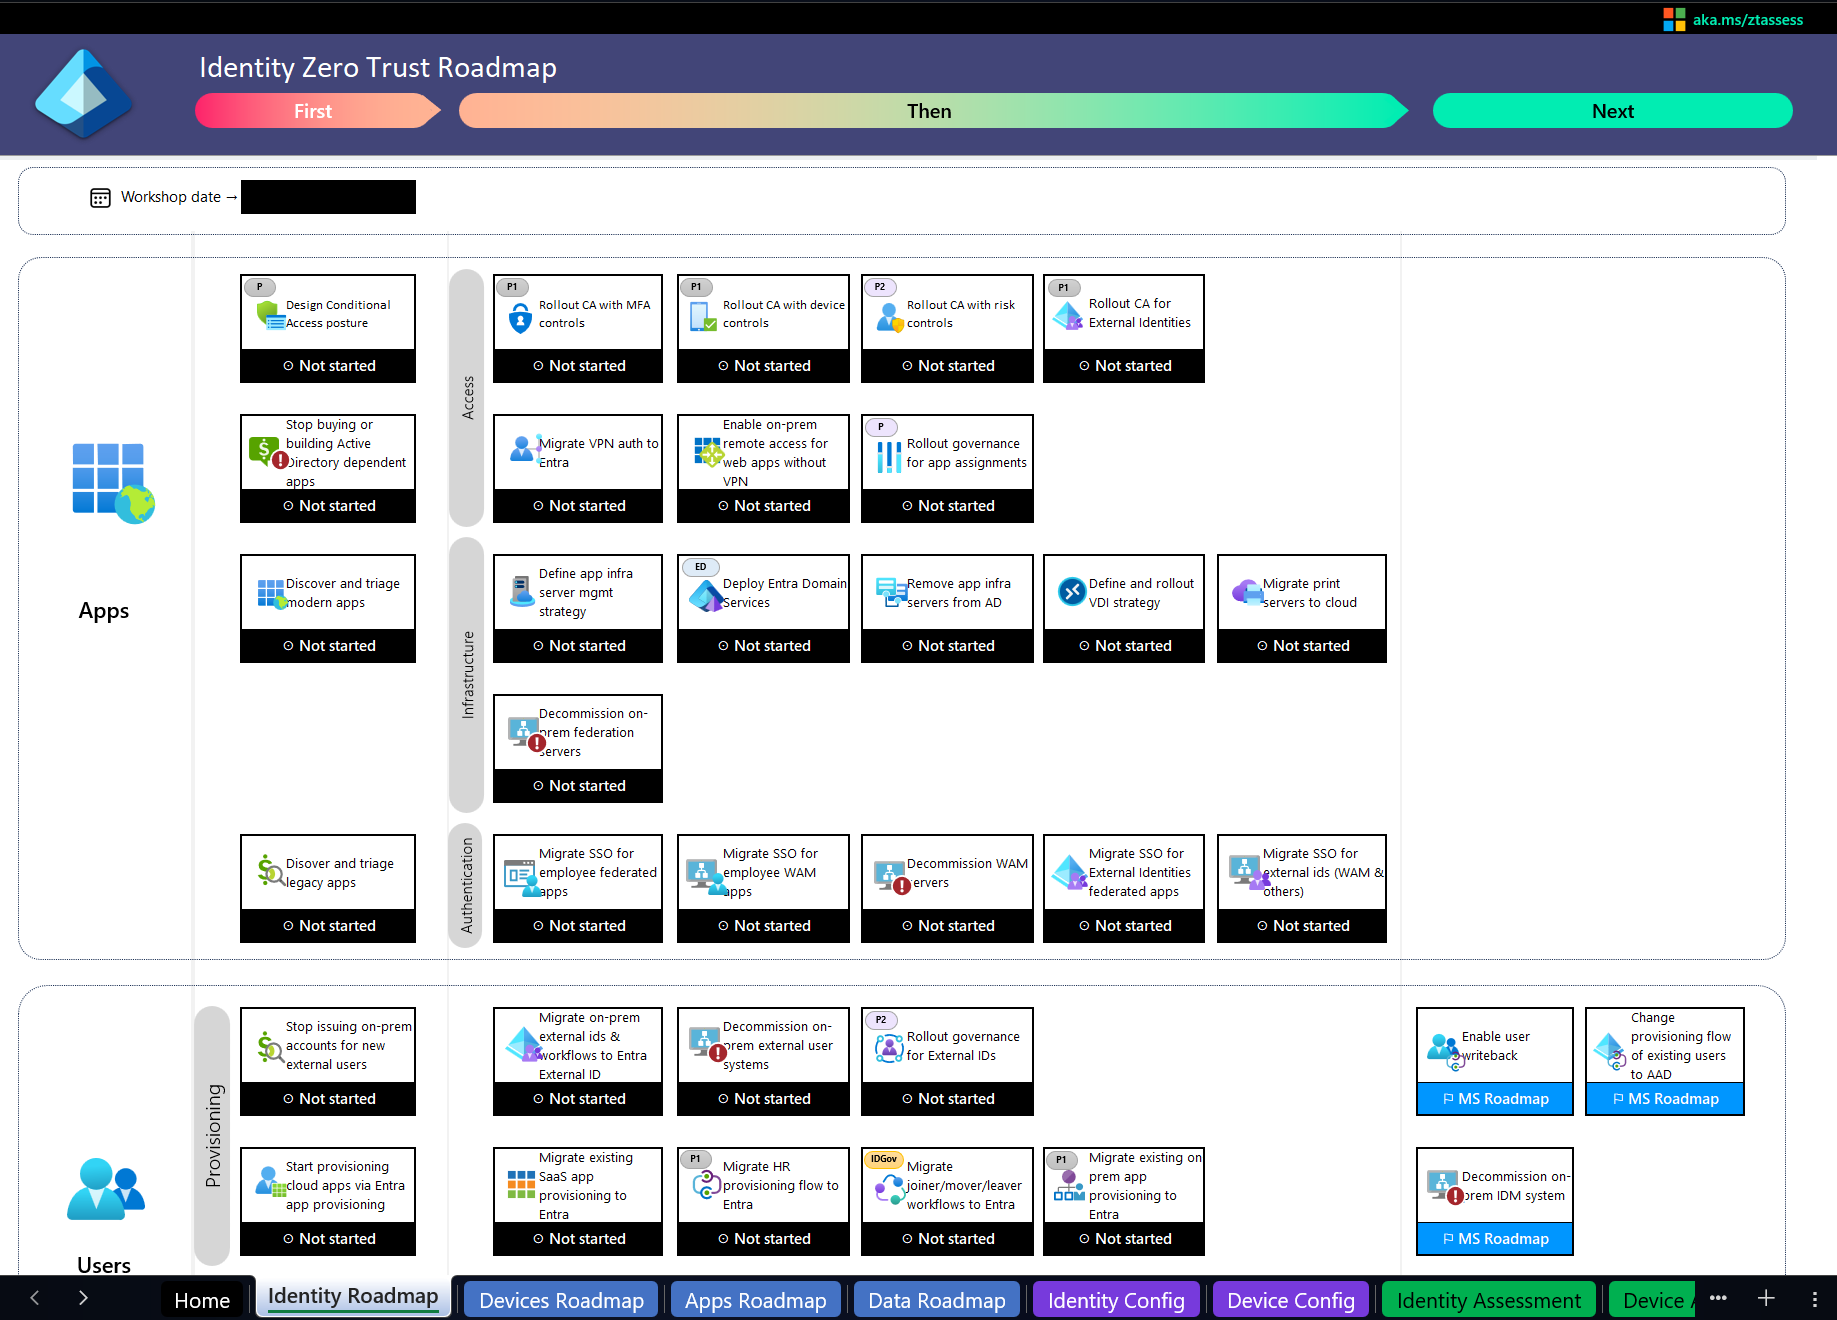 aka.ms/ztassess
Identity Zero Trust Roadmap
First
Then
Next
Workshop date →
Apps
Access
P
Design Conditional
Access posture
Not started
P1
Rollout CA with MFA
controls
Not started
P1
Rollout CA with device
controls
Not started
P2
Rollout CA with risk
controls
Not started
P1
Rollout CA for
External Identities
Not started
Stop buying or
building Active
Directory dependent
apps
Not started
Migrate VPN auth to
Entra
Not started
Enable on-prem
remote access for
web apps without
VPN
Not started
P
Rollout governance
for app assignments
Not started
Infrastructure
Discover and triage
modern apps
Not started
Define app infra
server mgmt
strategy
Not started
ED
Deploy Entra Domain
Services
Not started
Remove app infra
servers from AD
Not started
Define and rollout
VDI strategy
Not started
Migrate print
servers to cloud
Not started
Decommission on-
prem federation
servers
Not started
Authentication
Disover and triage
legacy apps
Not started
Migrate SSO for
employee federated
apps
Not started
Migrate SSO for
employee WAM
apps
Not started
Decommission WAM
servers
Not started
Migrate SSO for
External Identities
federated apps
Not started
Migrate SSO for
external ids (WAM &
others)
Not started
Users
Provisioning
Stop issuing on-prem
accounts for new
external users
Not started
Migrate on-prem
external ids &
workflows to Entra
External ID
Not started
Decommission on-
prem external user
systems
Not started
P2
Rollout governance
for External IDs
Not started
Enable user
writeback
MS Roadmap
Change
provisioning flow
of existing users
to AAD
MS Roadmap
Start provisioning
cloud apps via Entra
app provisioning
Not started
Migrate existing
SaaS app
provisioning to
Entra
Not started
P1
Migrate HR
provisioning flow to
Entra
Not started
IDGov
Migrate
joiner/mover/leaver
workflows to Entra
Not started
P1
Migrate existing on
prem app
provisioning to
Entra
Not started
Decommission on-
prem IDM system
MS Roadmap
Home
Identity Roadmap
Devices Roadmap
Apps Roadmap
Data Roadmap
Identity Config
Device Config
Identity Assessment
Device